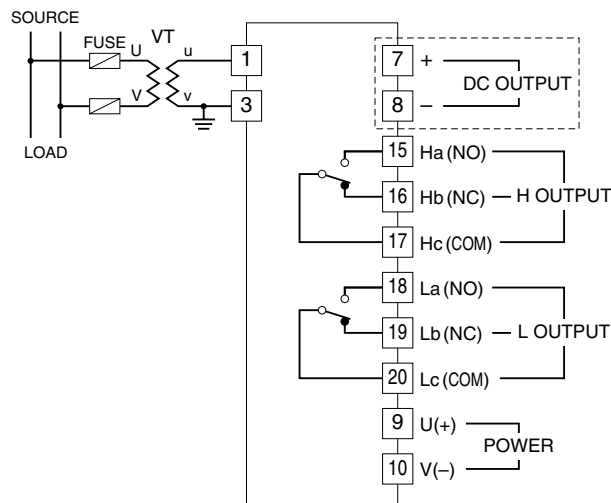 SOURCE
FUSE
VT
U
u
V
v
LOAD
1
3
7 +
8 –
DC OUTPUT
15 Ha (NO)
16 Hb (NC)
17 Hc (COM)
H OUTPUT
18 La (NO)
19 Lb (NC)
20 Lc (COM)
L OUTPUT
9 U(+)
10 V(–)
POWER